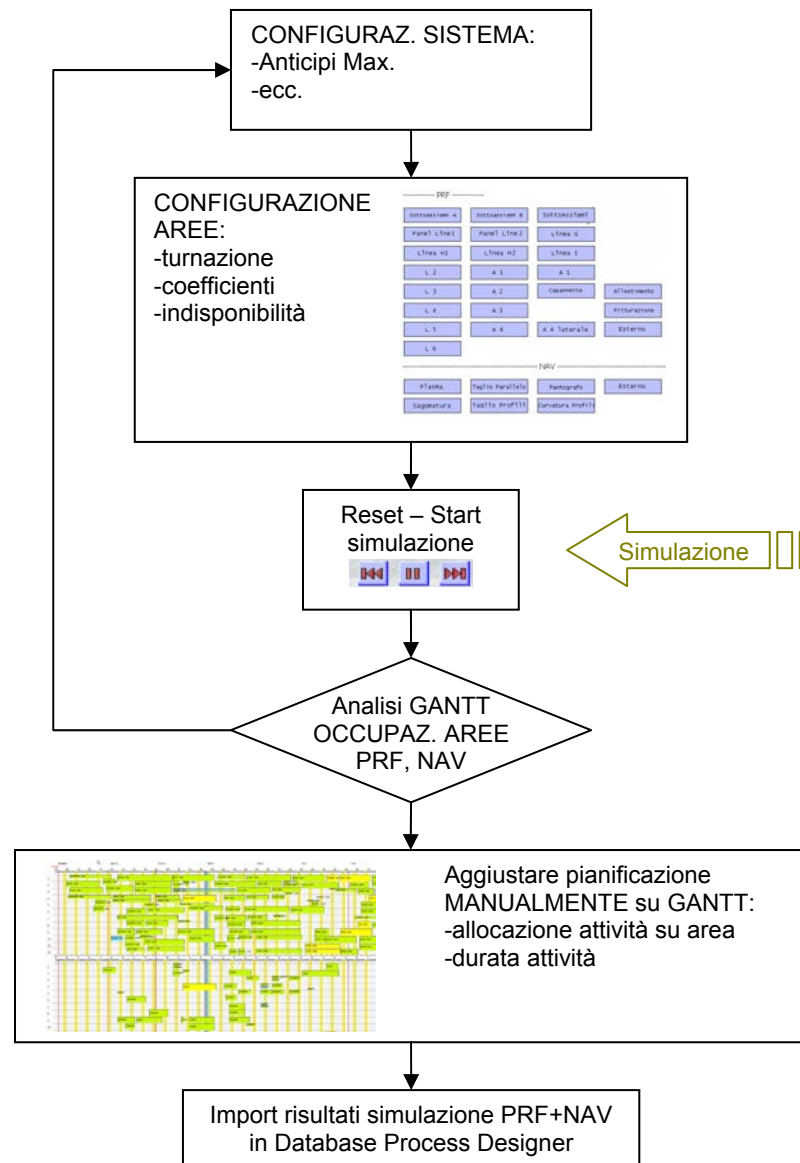 CONFIGURAZ. SISTEMA:
-Anticipi Max.
-ecc.
CONFIGURAZIONE
AREE:
-turnazione
-coefficienti
-indisponibilità
PRF
Sottoassiemi A Sottoassiemi B Sottoassiemi
Panel Line1 Panel Line2 Linea G
Linea H1 Linea H2 Linea I
L 2 A 1 A 1
L 3 A 2 Capannette Allestimento
L 4 A 3 Pitturazione
L 5 A 4 A 4 laterale Esterno
L 6
NAV
Plasma Taglio Parallelo Pantografo Esterno
Sagomatura Taglio Profili Curvatura Profili
Reset – Start
simulazione
Simulazione
Analisi GANTT
OCCUPAZ. AREE
PRF, NAV
Aggiustare pianificazione
MANUALMENTE su GANTT:
-allocazione attività su area
-durata attività
Import risultati simulazione PRF+NAV
in Database Process Designer